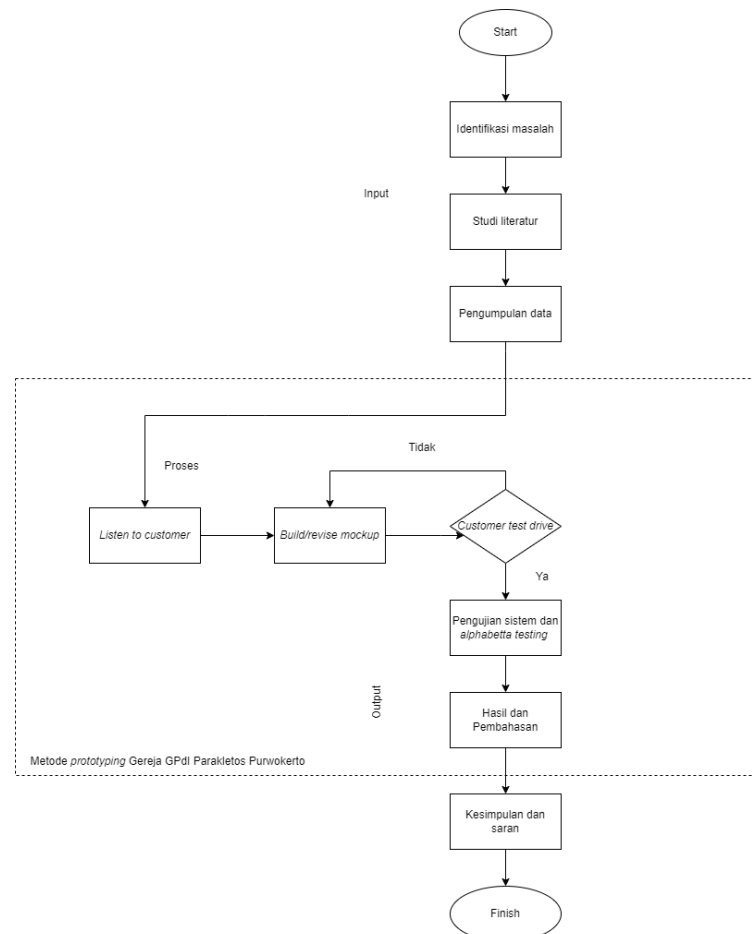 Start
Identifikasi masalah
Input
Studi literatur
Pengumpulan data
Tidak
Proses
Listen to customer
Build/revise mockup
Customer test drive
Ya
Pengujian sistem dan
alphabetta testing
Output
Hasil dan
Pembahasan
Metode prototyping Gereja GPdI Parakletos Purwokerto
Kesimpulan dan
saran
Finish